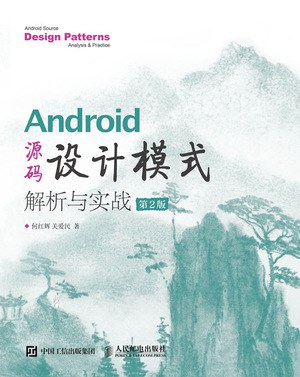 Android Source
Design Patterns
Analysis & Practice
Android
源码 设计模式
解析与实战 第2版
何红辉 关爱民 著
中国工信出版集团
人民邮电出版社
POSTS & TELECOM PRESS